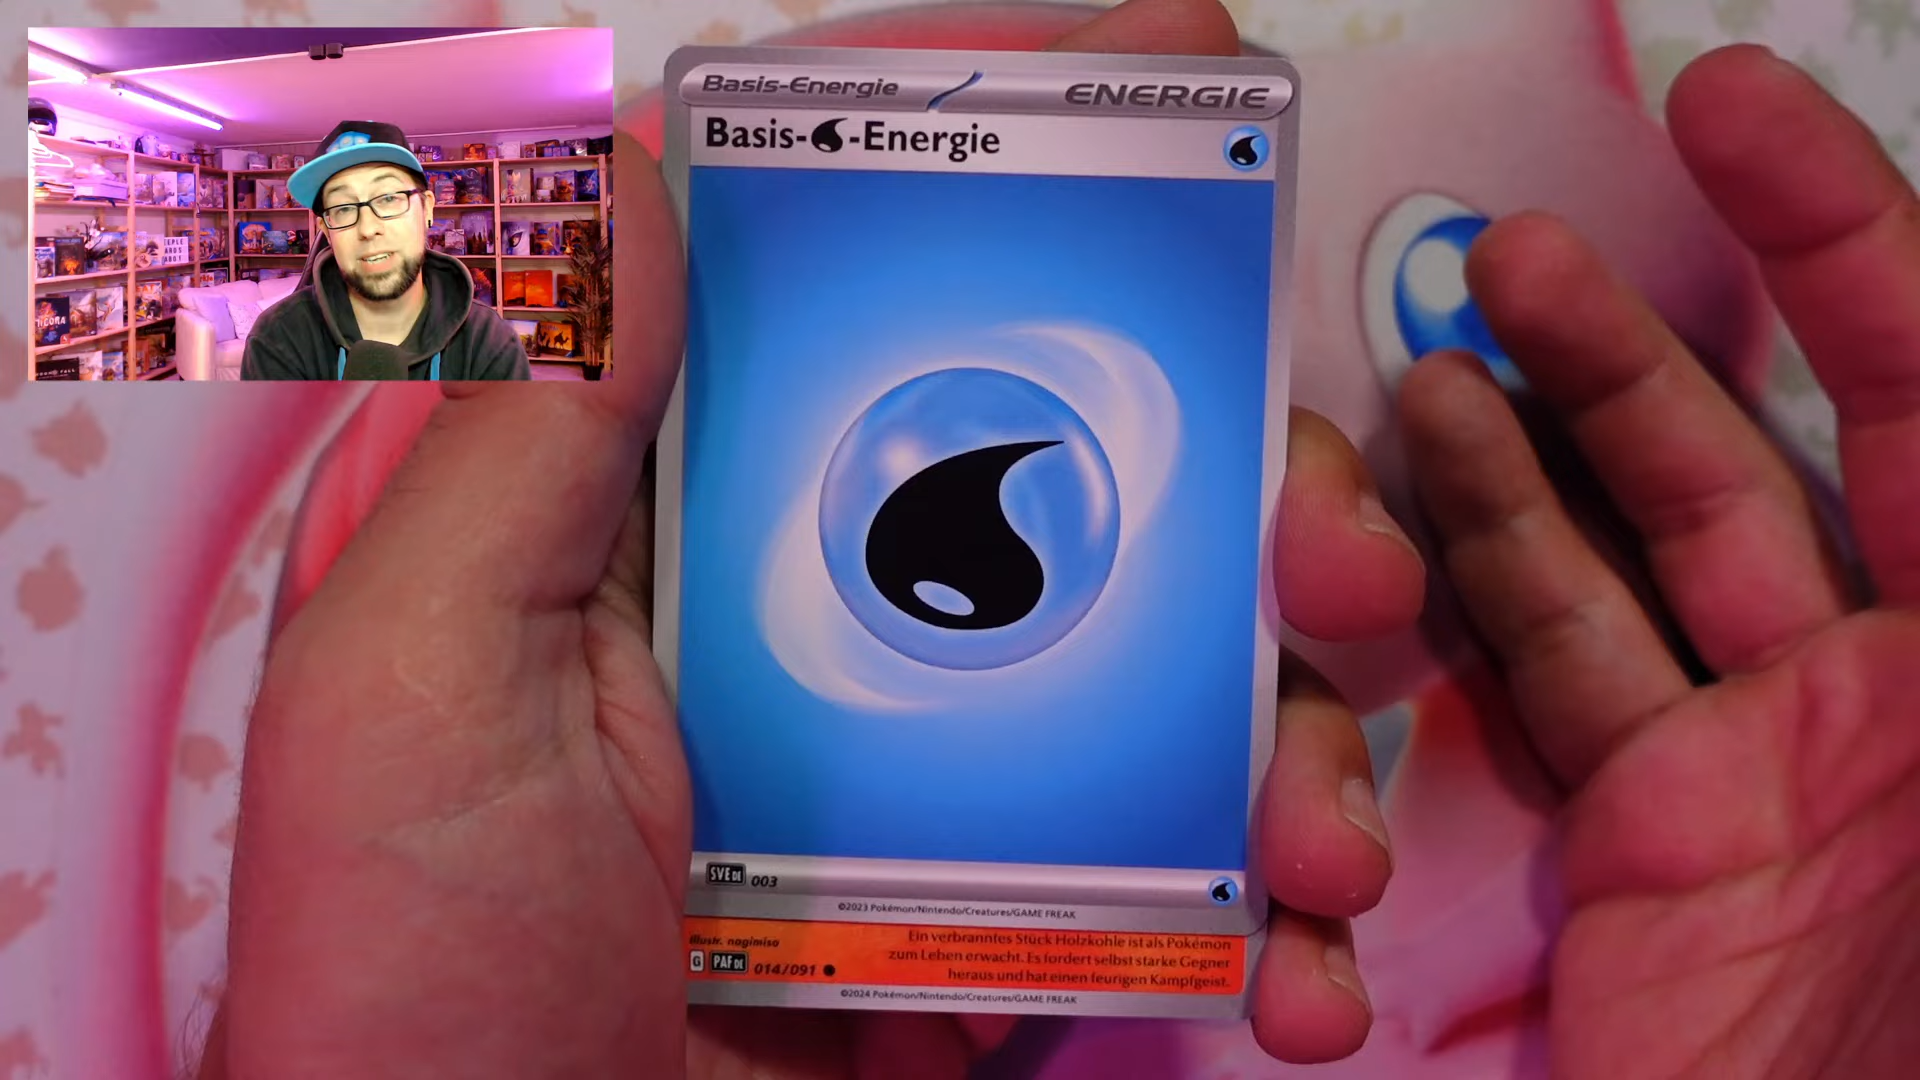 Basis-Energie ENERGIE
Basis-💧-Energie
SVE DE 003
©2023 Pokémon/Nintendo/Creatures/GAME FREAK
Illustr. nagimiso
G PAF DE 014/091
Ein verbranntes Stück Holzkohle ist als Pokémon
zum Leben erwacht. Es fordert selbst starke Gegner
heraus und hat einen feurigen Kampfgeist.
©2024 Pokémon/Nintendo/Creatures/GAME FREAK